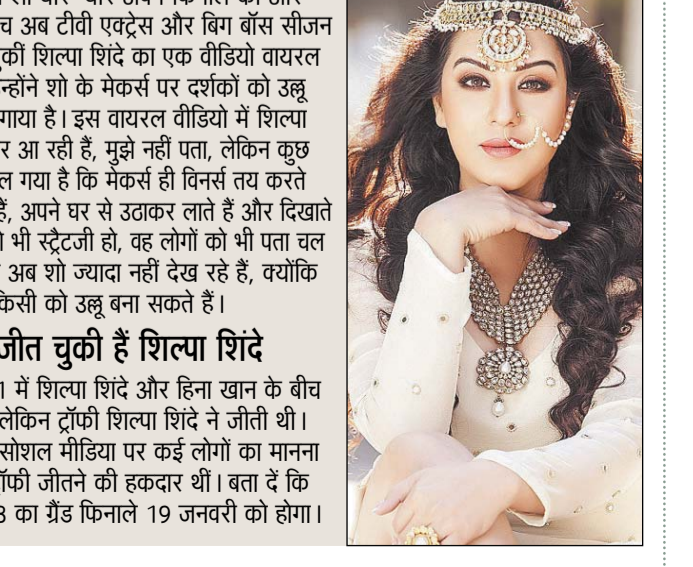 च अब टीवी एक्ट्रेस और बिग बॉस सीजन
शिल्पा शिंदे का एक वीडियो वायरल
शो के मेकर्स पर दर्शकों को उल्लू
गाया है। इस वायरल वीडियो में शिल्पा
र आ रही हैं, मुझे नहीं पता, लेकिन कुछ
ल गया है कि मेकर्स ही विनर्स तय करते
हैं, अपने घर से उठाकर लाते हैं और दिखाते
भी स्ट्रैटजी हो, वह लोगों को भी पता चल
अब शो ज्यादा नहीं देख रहे हैं, क्योंकि
किसी को उल्लू बना सकते हैं।
जीत चुकी हैं शिल्पा शिंदे
में शिल्पा शिंदे और हिना खान के बीच
लेकिन ट्रॉफी शिल्पा शिंदे ने जीती थी।
सोशल मीडिया पर कई लोगों का मानना
ट्रॉफी जीतने की हकदार थीं। बता दें कि
का ग्रैंड फिनाले 19 जनवरी को होगा।